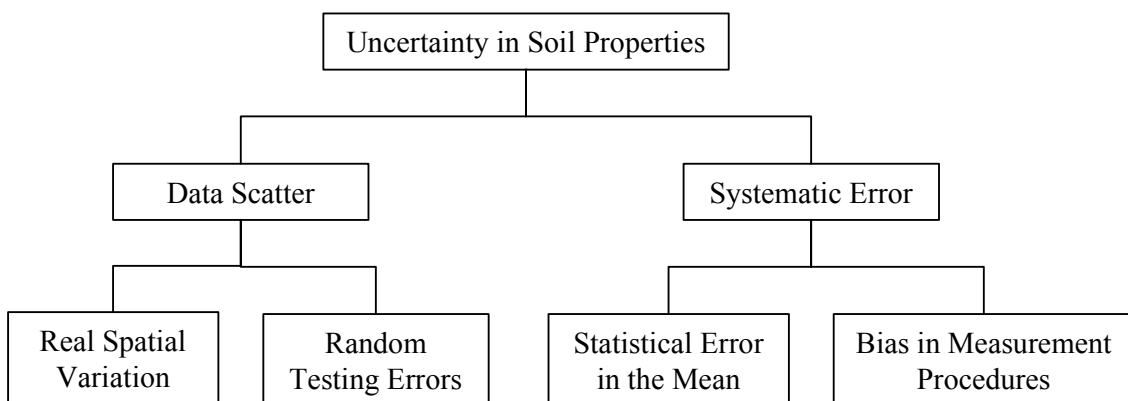 Uncertainty in Soil Properties
Data Scatter
Systematic Error
Real Spatial
Variation
Random
Testing Errors
Statistical Error
in the Mean
Bias in Measurement
Procedures